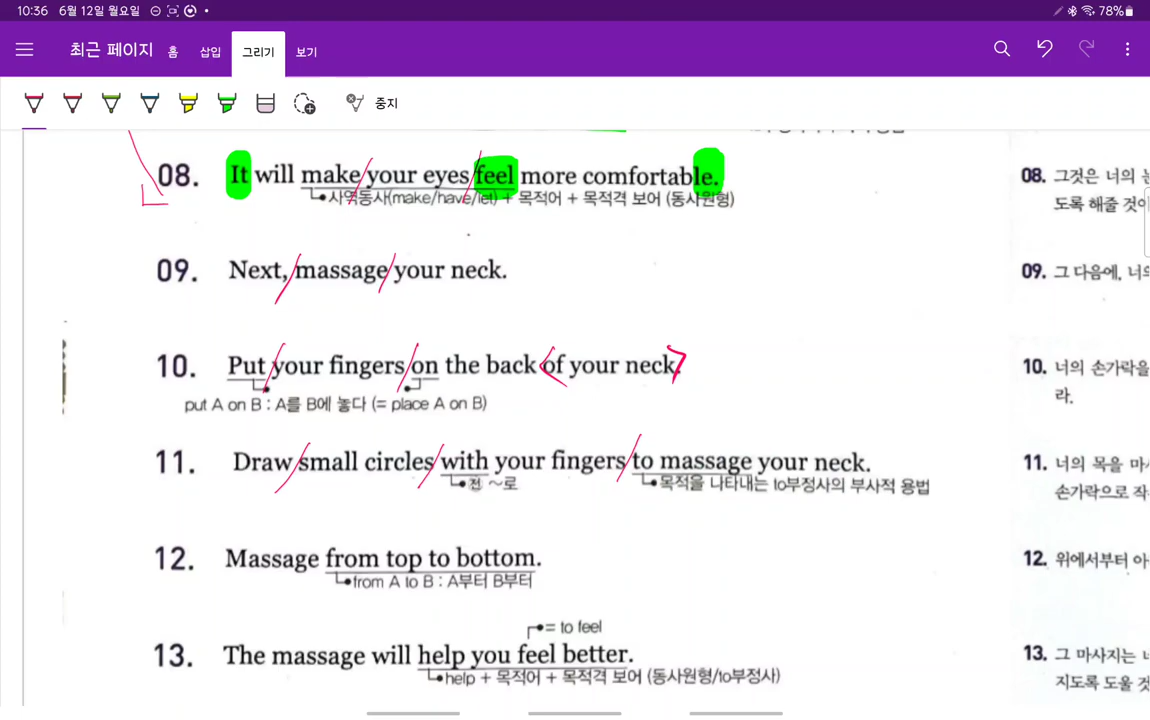 10:36 6월 12일 월요일 78%
최근 페이지 홈 삽입 그리기 보기
중지
08. It will make your eyes feel more comfortable.
사역동사(make/have/let) + 목적어 + 목적격 보어 (동사원형)
08. 그것은 너의 눈
도록 해줄 것이
09. Next, massage your neck.
09. 그 다음에, 너의
10. Put your fingers on the back of your neck.
put A on B : A를 B에 놓다 (= place A on B)
10. 너의 손가락을
라.
11. Draw small circles with your fingers to massage your neck.
전 ~로
목적을 나타내는 to부정사의 부사적 용법
11. 너의 목을 마사
손가락으로 작
12. Massage from top to bottom.
from A to B : A부터 B부터
12. 위에서부터 아
= to feel
13. The massage will help you feel better.
help + 목적어 + 목적격 보어 (동사원형/to부정사)
13. 그 마사지는 너
지도록 도울 것